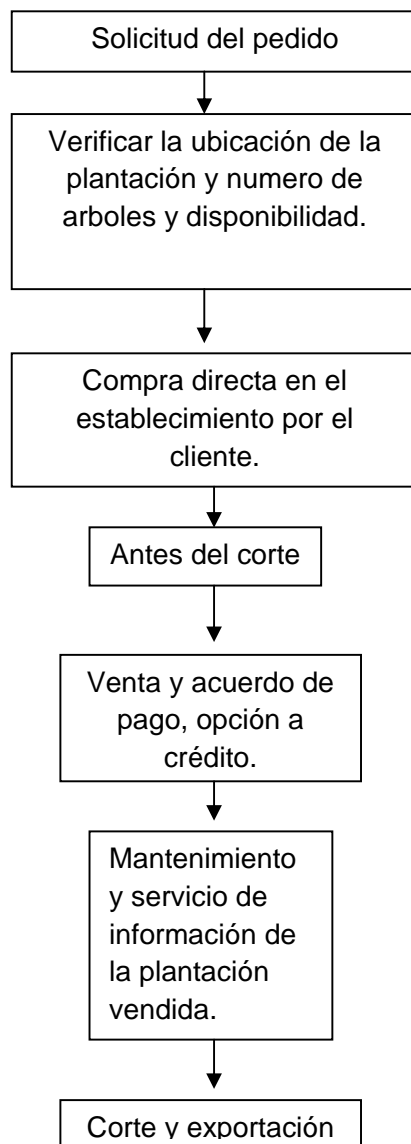 Solicitud del pedido
Verificar la ubicación de la
plantación y numero de
arboles y disponibilidad.
Compra directa en el
establecimiento por el
cliente.
Antes del corte
Venta y acuerdo de
pago, opción a
crédito.
Mantenimiento
y servicio de
información de
la plantación
vendida.
Corte y exportación